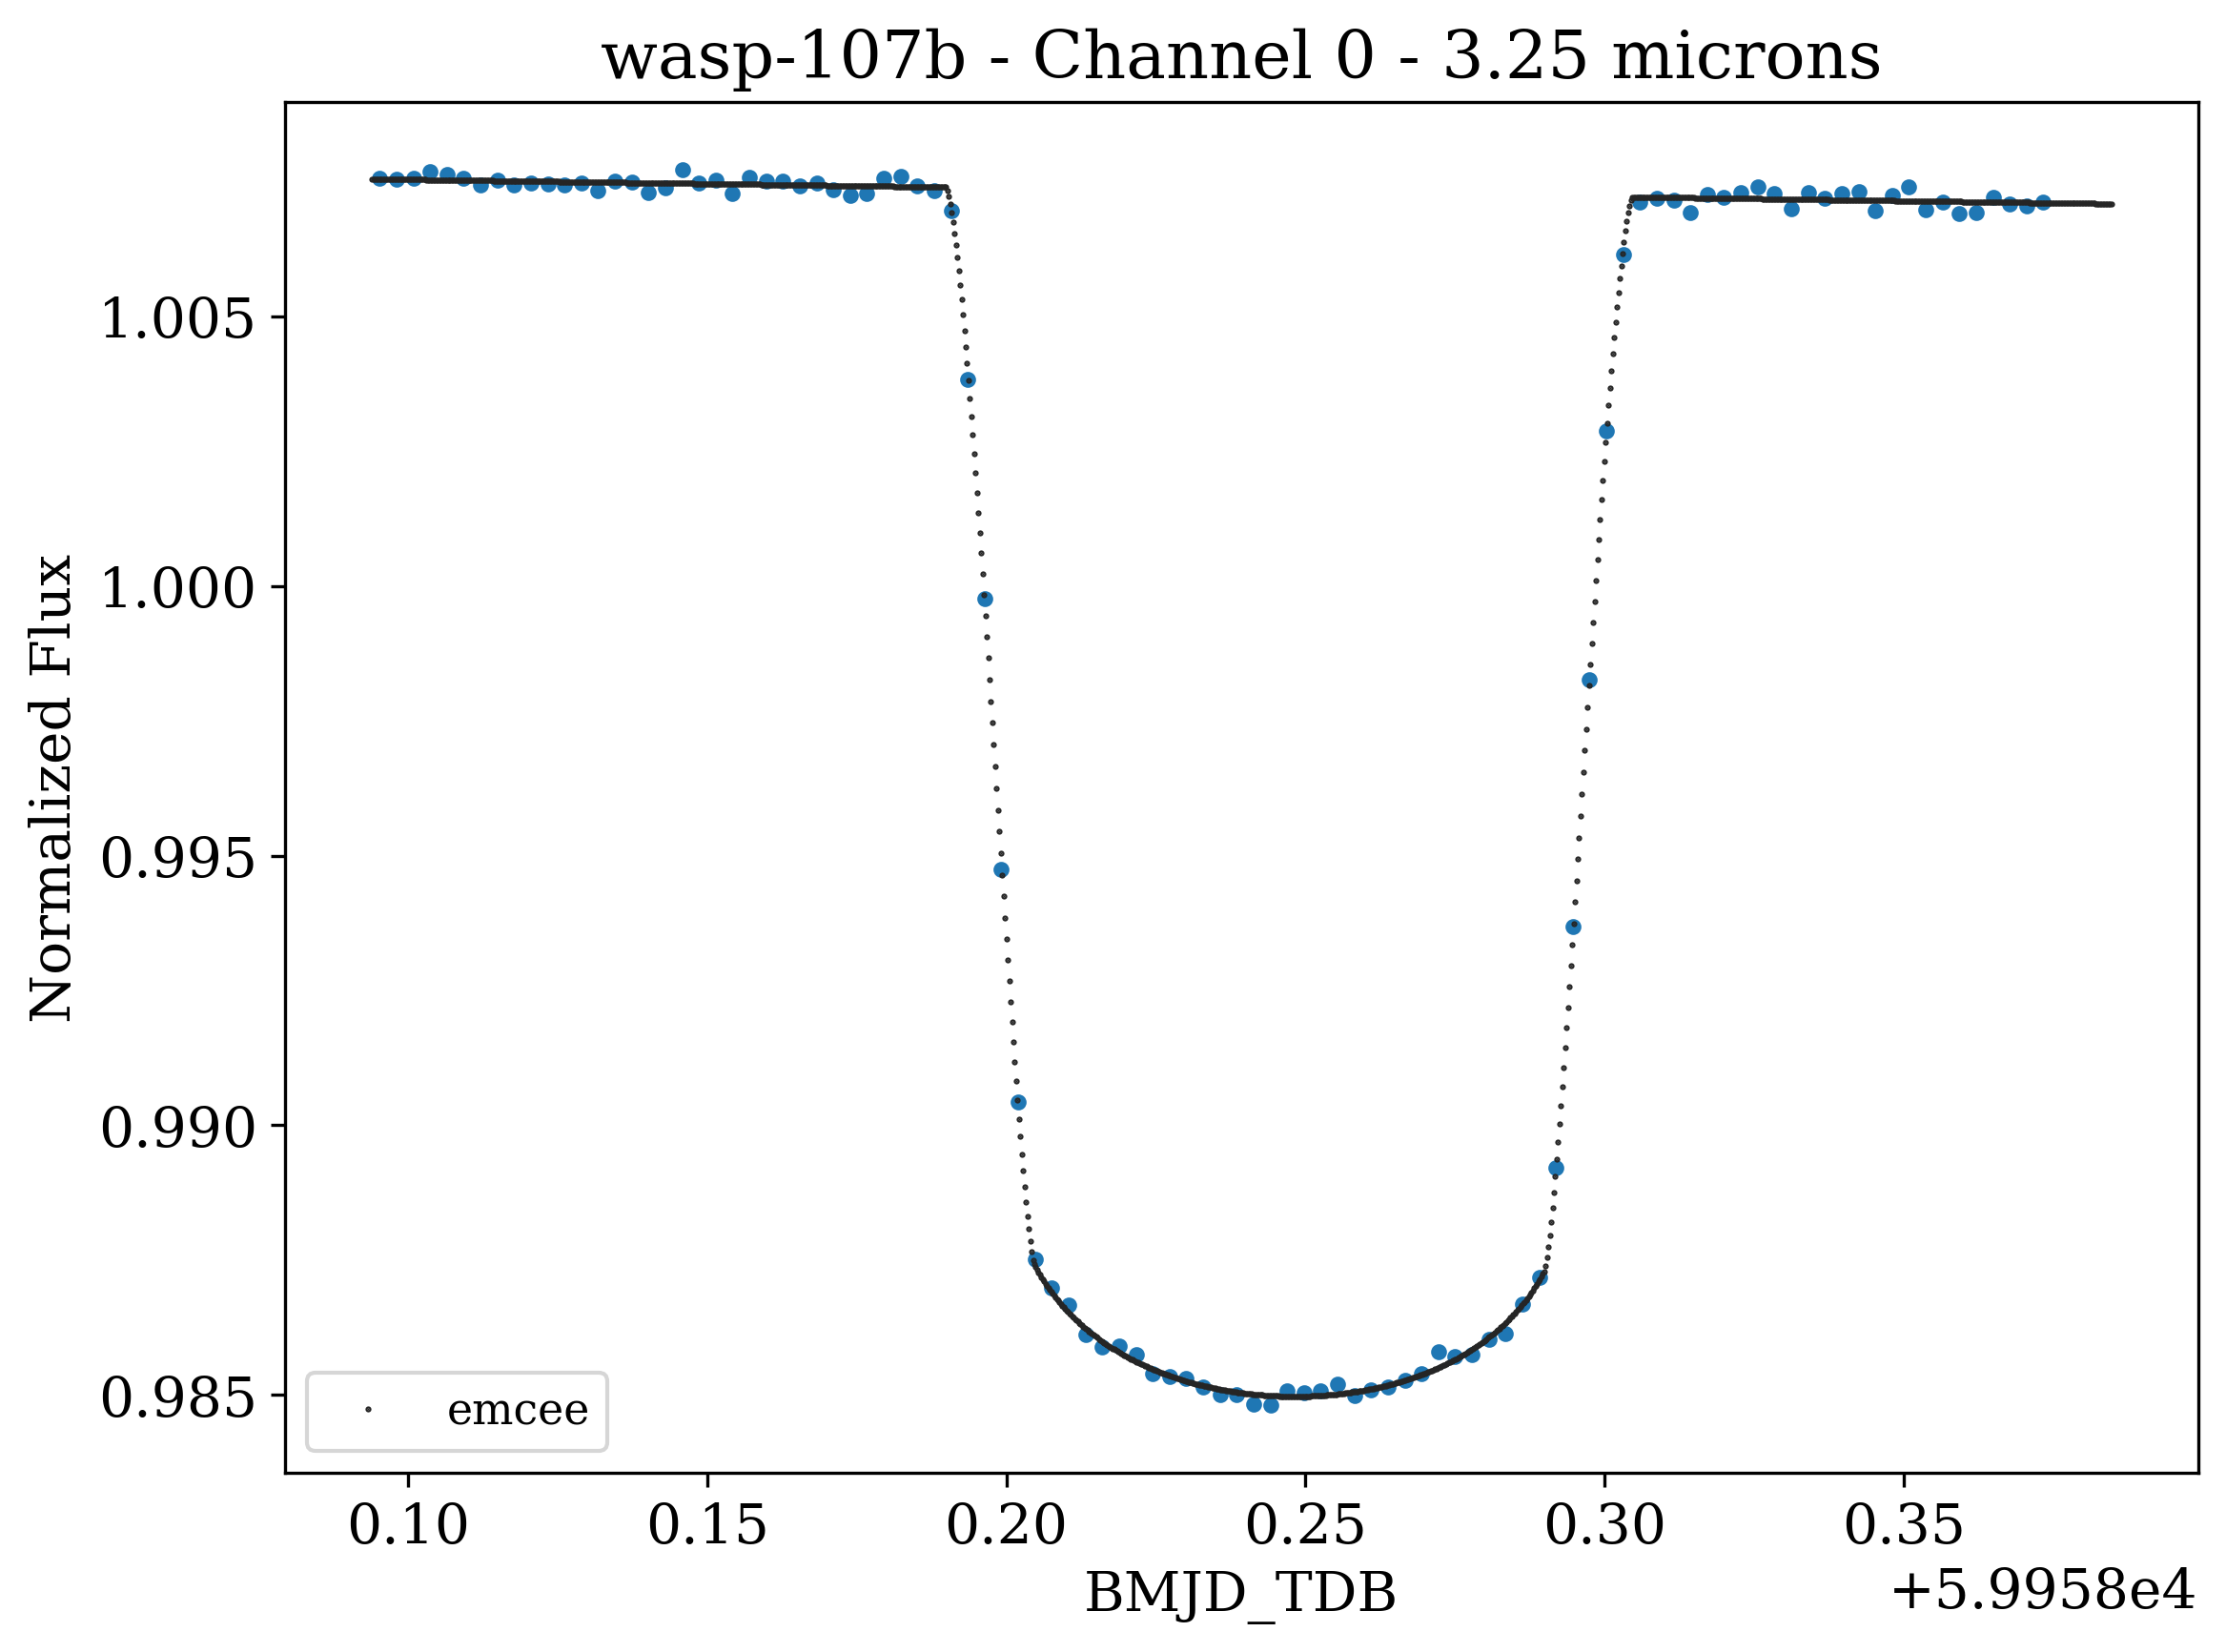 wasp-107b - Channel 0 - 3.25 microns
Normalized Flux
1.005
1.000
0.995
0.990
0.985
emcee
0.10 0.15 0.20 0.25 0.30 0.35
BMJD_TDB
+5.9958e4